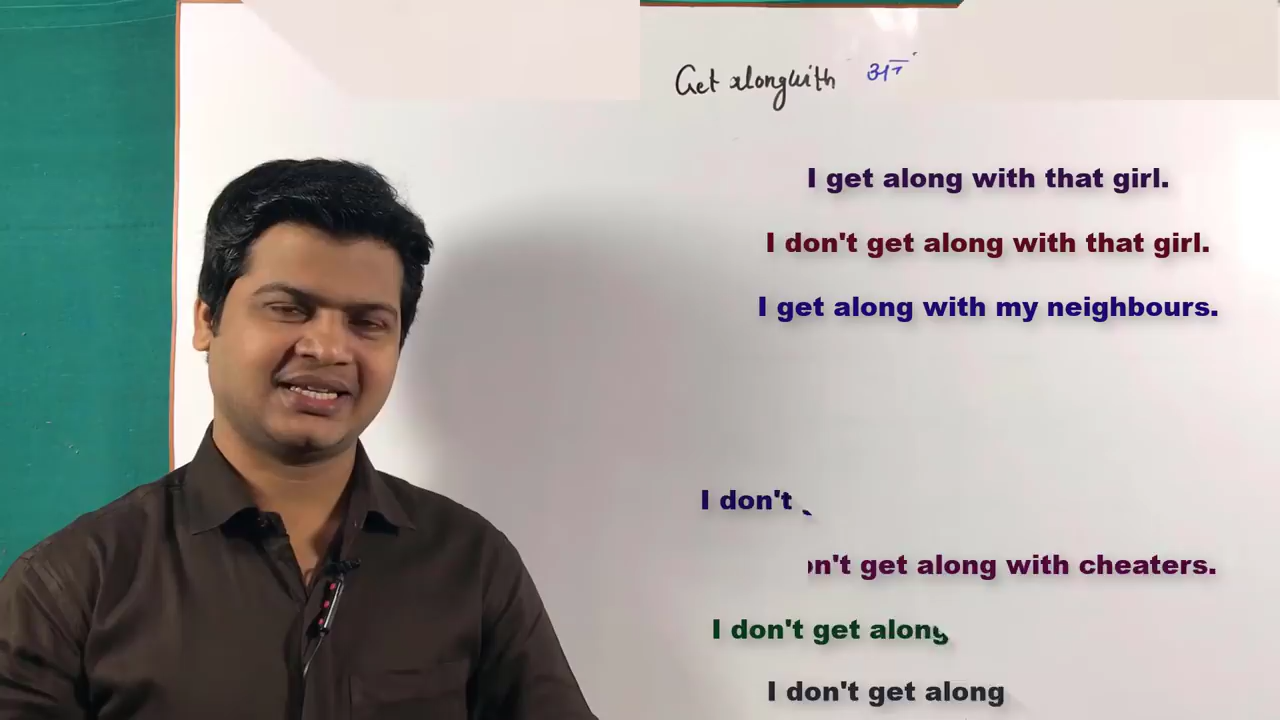 Get alongwith
I get along with that girl.
I don't get along with that girl.
I get along with my neighbours.
I don't
on't get along with cheaters.
I don't get along
I don't get along